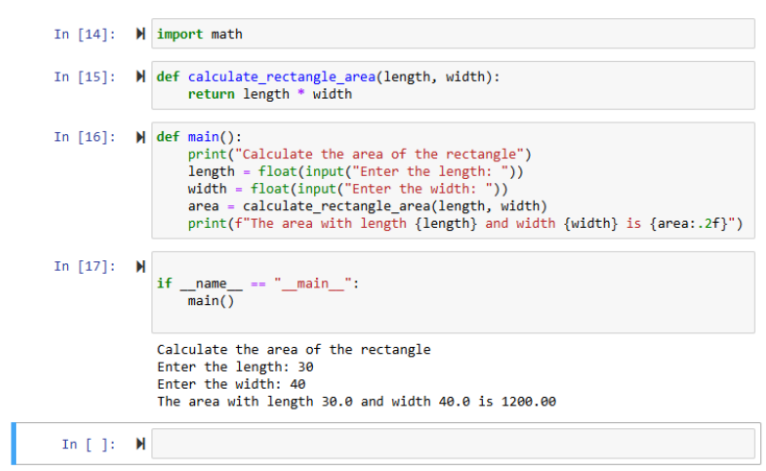 In [14]: import math
In [15]: def calculate_rectangle_area(length, width):
    return length * width
In [16]: def main():
    print("Calculate the area of the rectangle")
    length = float(input("Enter the length: "))
    width = float(input("Enter the width: "))
    area = calculate_rectangle_area(length, width)
    print(f"The area with length {length} and width {width} is {area:.2f}")
In [17]:
if __name__ == "__main__":
    main()
Calculate the area of the rectangle
Enter the length: 30
Enter the width: 40
The area with length 30.0 and width 40.0 is 1200.00
In [ ]: